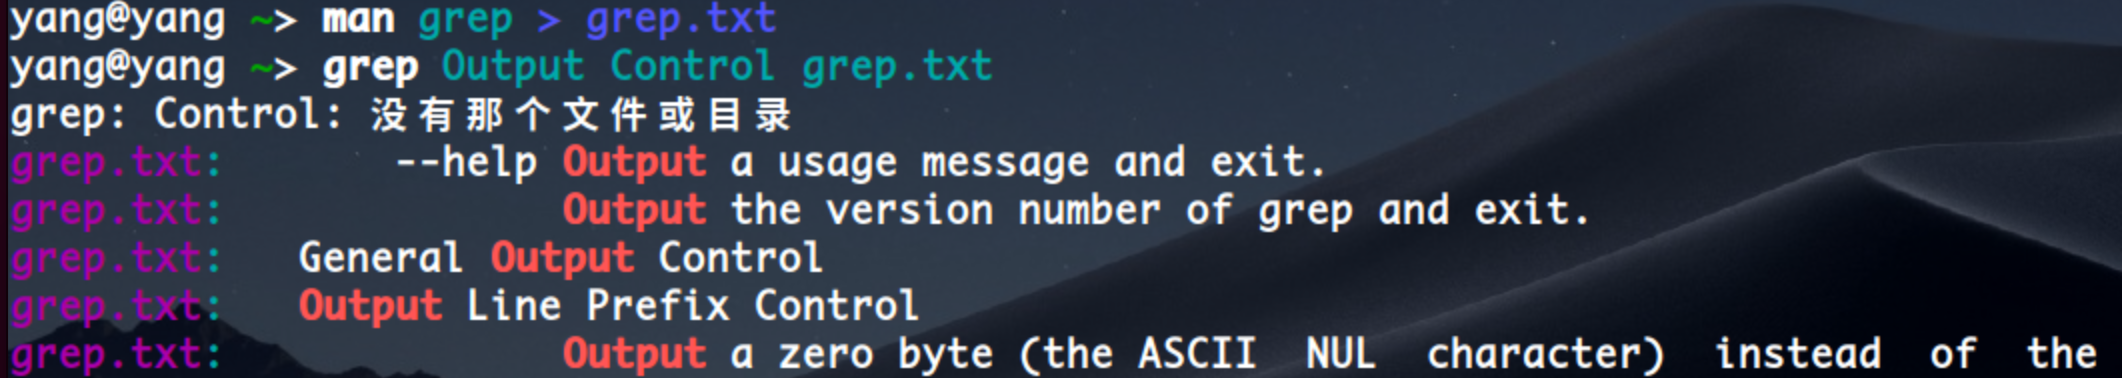 yang@yang ~> man grep > grep.txt
yang@yang ~> grep Output Control grep.txt
grep: Control: 没有那个文件或目录
grep.txt:       --help Output a usage message and exit.
grep.txt:              Output the version number of grep and exit.
grep.txt:   General Output Control
grep.txt:   Output Line Prefix Control
grep.txt:              Output a zero byte (the ASCII  NUL  character)  instead  of  the